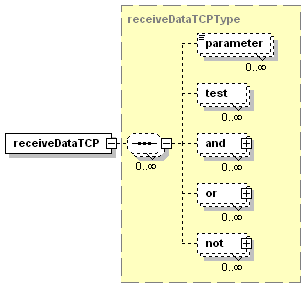 receiveDataTCPType
parameter
0..∞
test
0..∞
receiveDataTCP
0..∞
and
0..∞
or
0..∞
not
0..∞